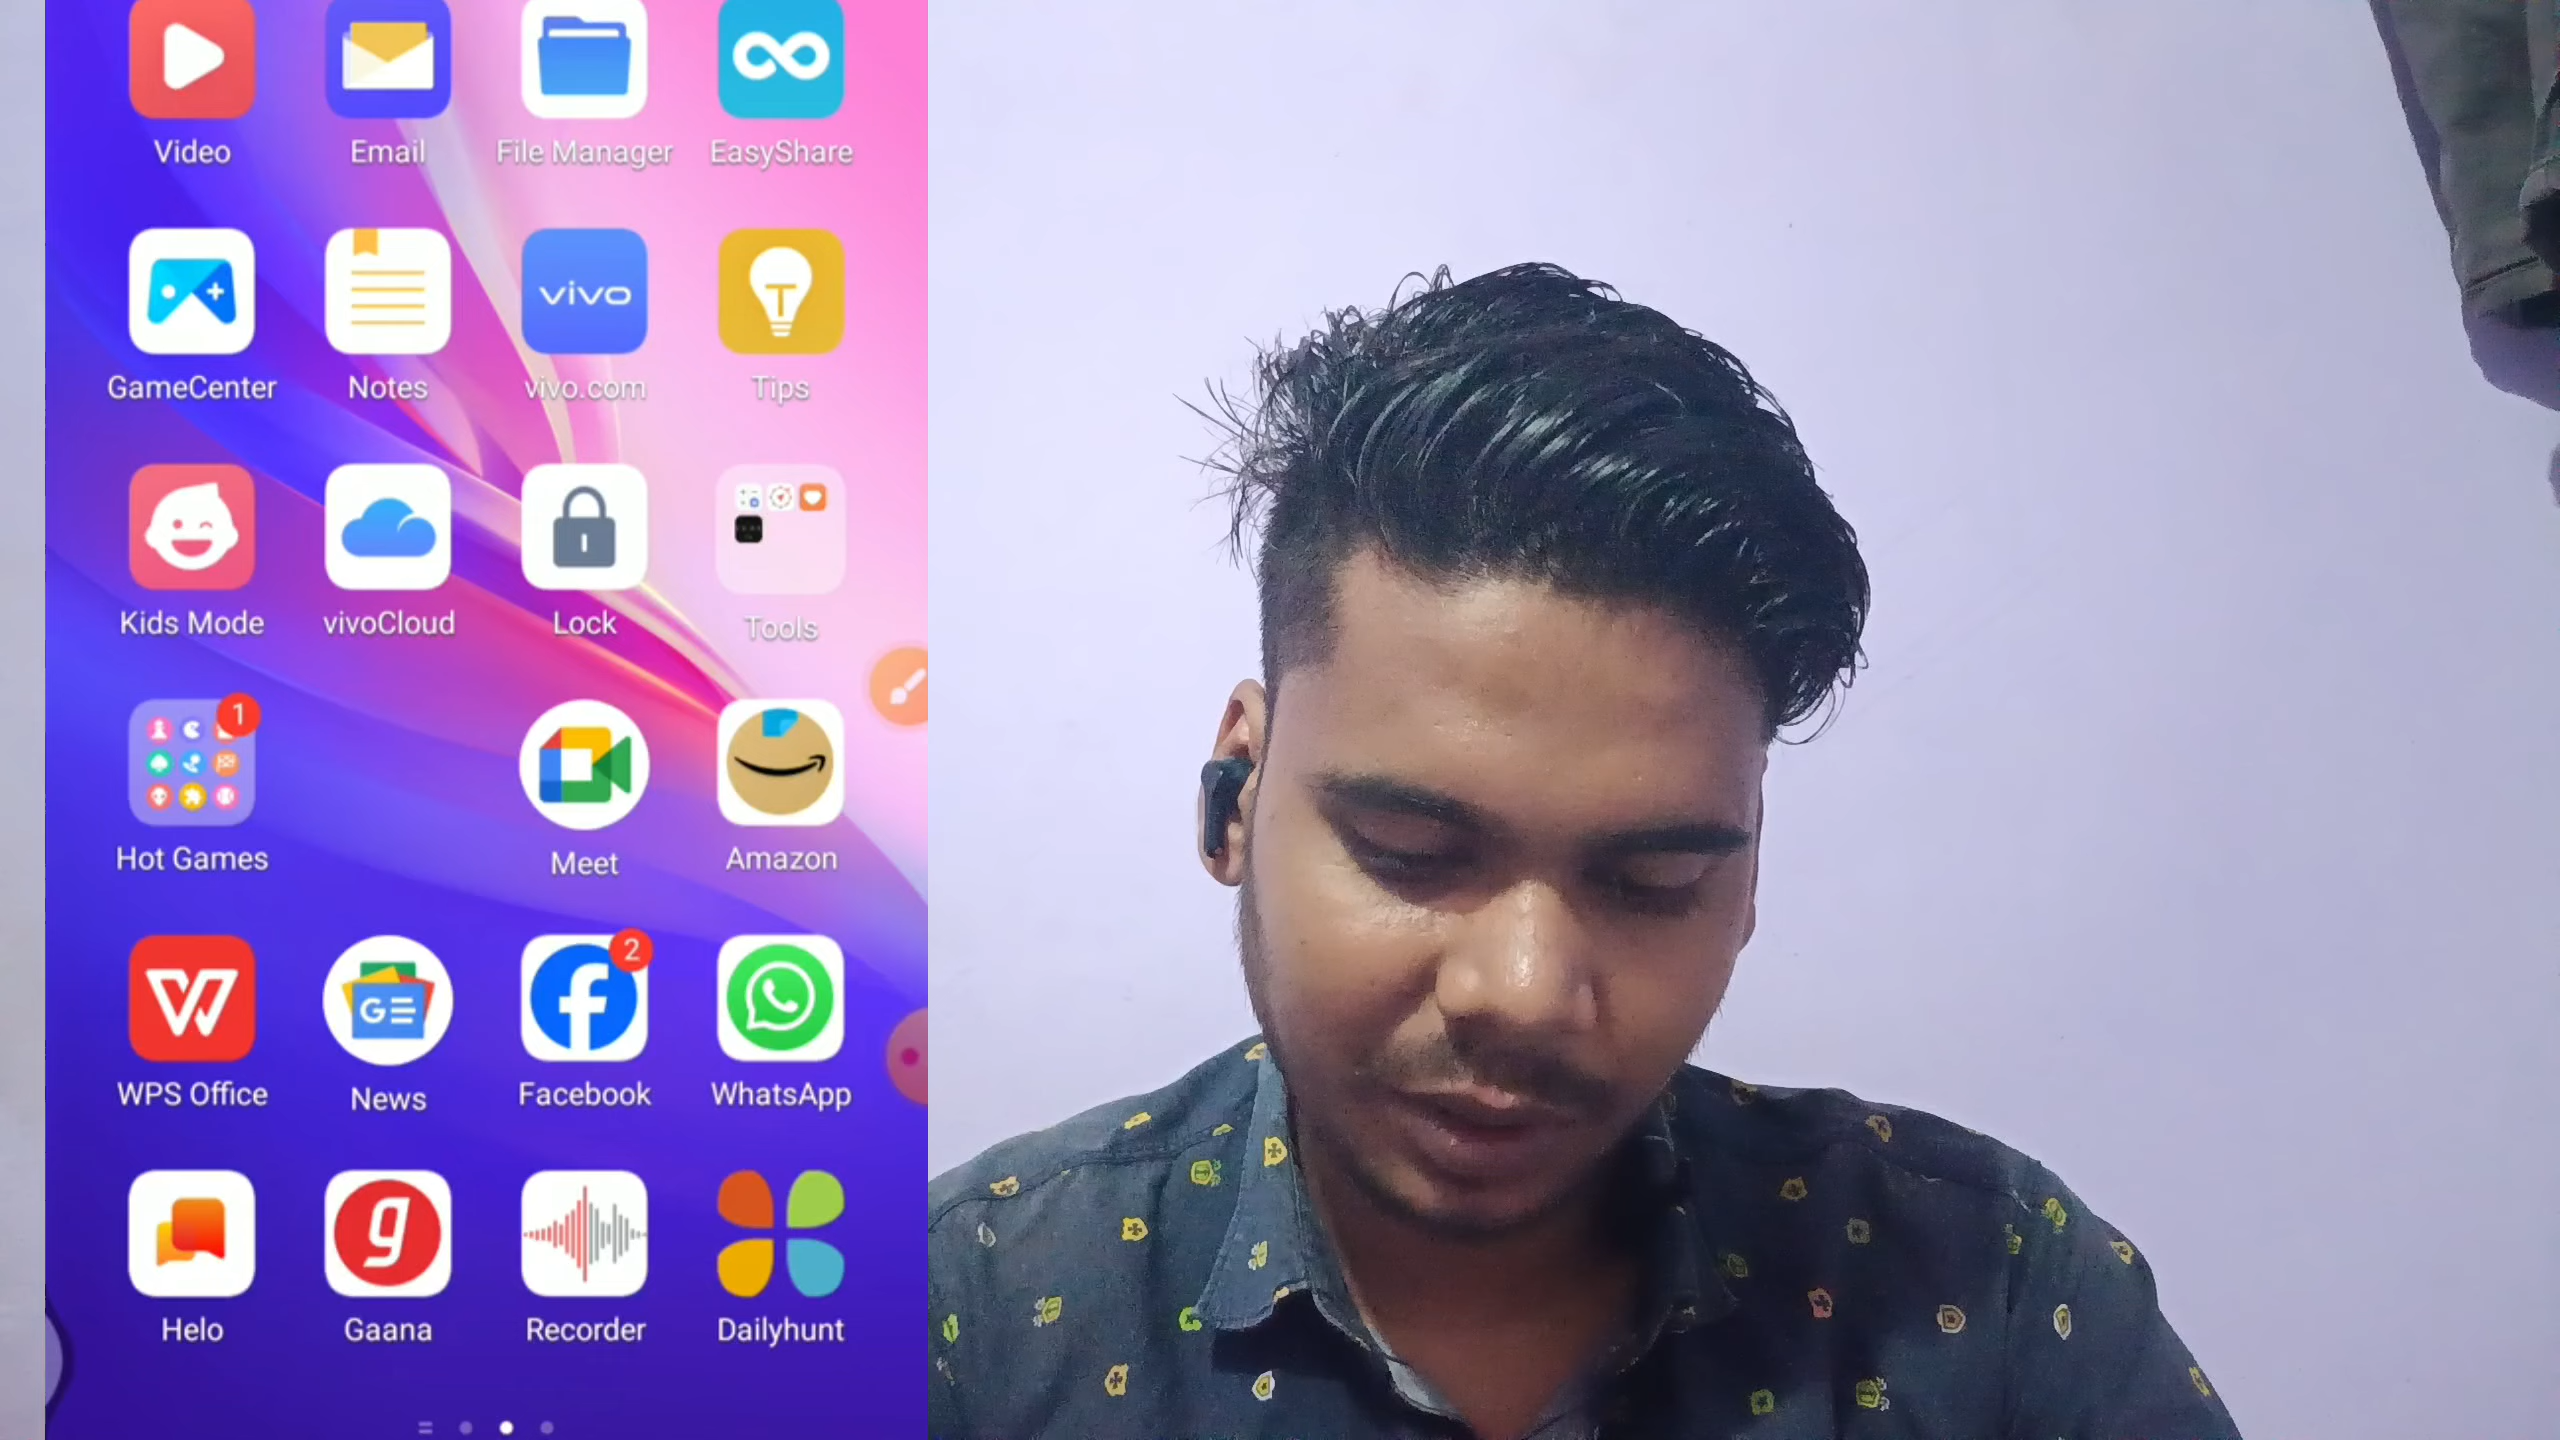 Video Email File Manager EasyShare
vivo
GameCenter Notes vivo.com Tips
Kids Mode vivoCloud Lock Tools
1
Hot Games Meet Amazon
2
WPS Office News Facebook WhatsApp
Helo Gaana Recorder Dailyhunt